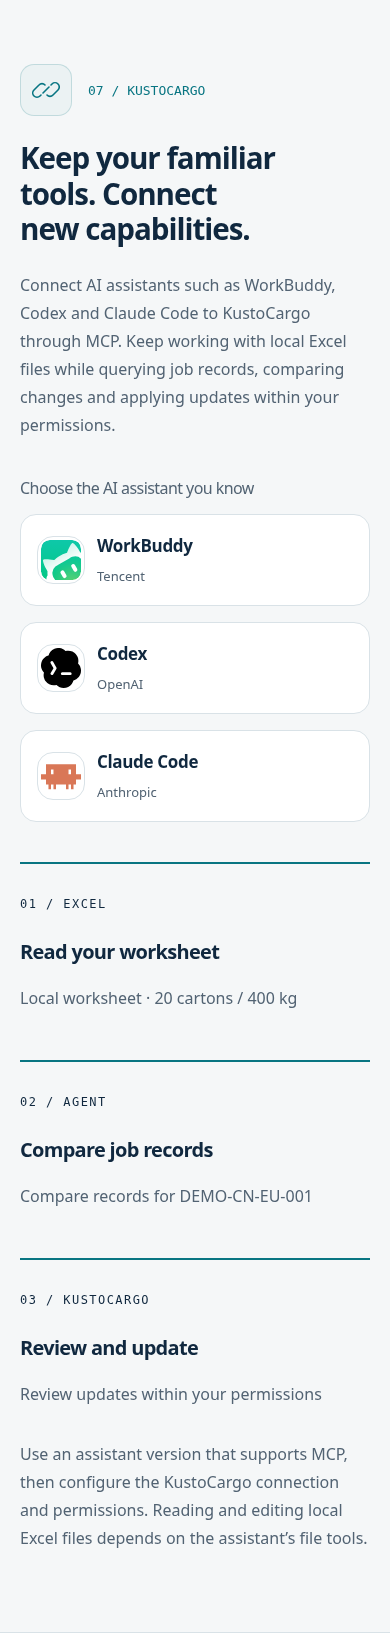 07 / KUSTOCARGO
Keep your familiar
tools. Connect
new capabilities.
Connect AI assistants such as WorkBuddy,
Codex and Claude Code to KustoCargo
through MCP. Keep working with local Excel
files while querying job records, comparing
changes and applying updates within your
permissions.
Choose the AI assistant you know
WorkBuddy
Tencent
Codex
OpenAI
Claude Code
Anthropic
01 / EXCEL
Read your worksheet
Local worksheet · 20 cartons / 400 kg
02 / AGENT
Compare job records
Compare records for DEMO-CN-EU-001
03 / KUSTOCARGO
Review and update
Review updates within your permissions
Use an assistant version that supports MCP,
then configure the KustoCargo connection
and permissions. Reading and editing local
Excel files depends on the assistant’s file tools.